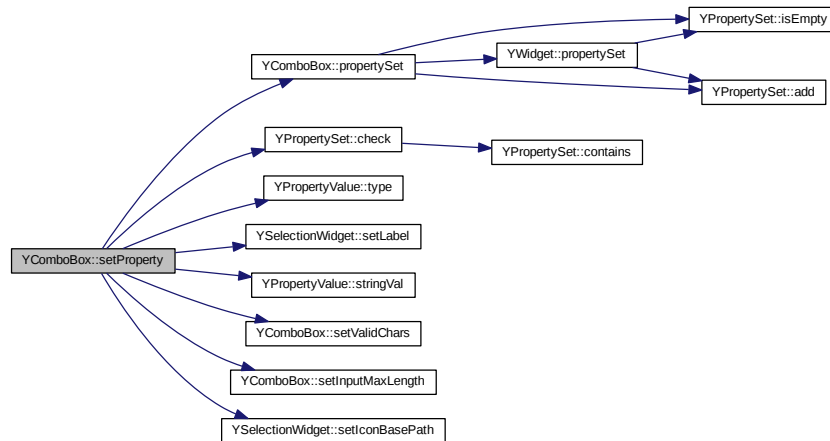 YPropertySet::isEmpty
YWidget::propertySet
YComboBox::propertySet
YPropertySet::add
YPropertySet::check
YPropertySet::contains
YPropertyValue::type
YSelectionWidget::setLabel
YComboBox::setProperty
YPropertyValue::stringVal
YComboBox::setValidChars
YComboBox::setInputMaxLength
YSelectionWidget::setIconBasePath